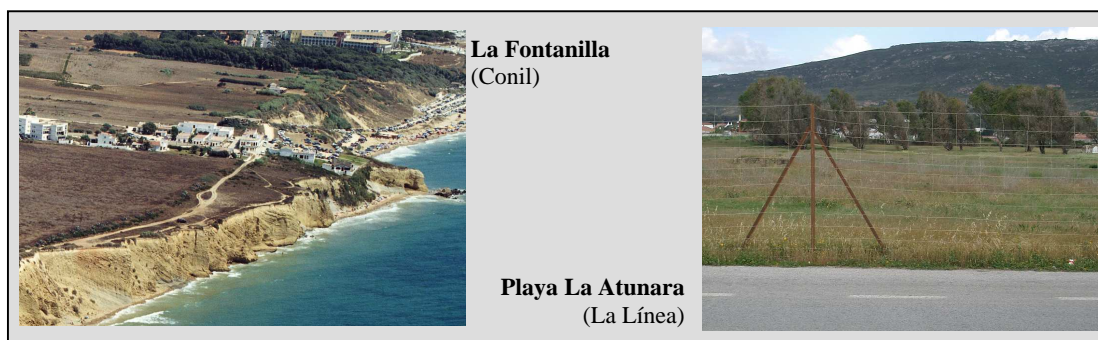 La Fontanilla
(Conil)
Playa La Atunara
(La Línea)